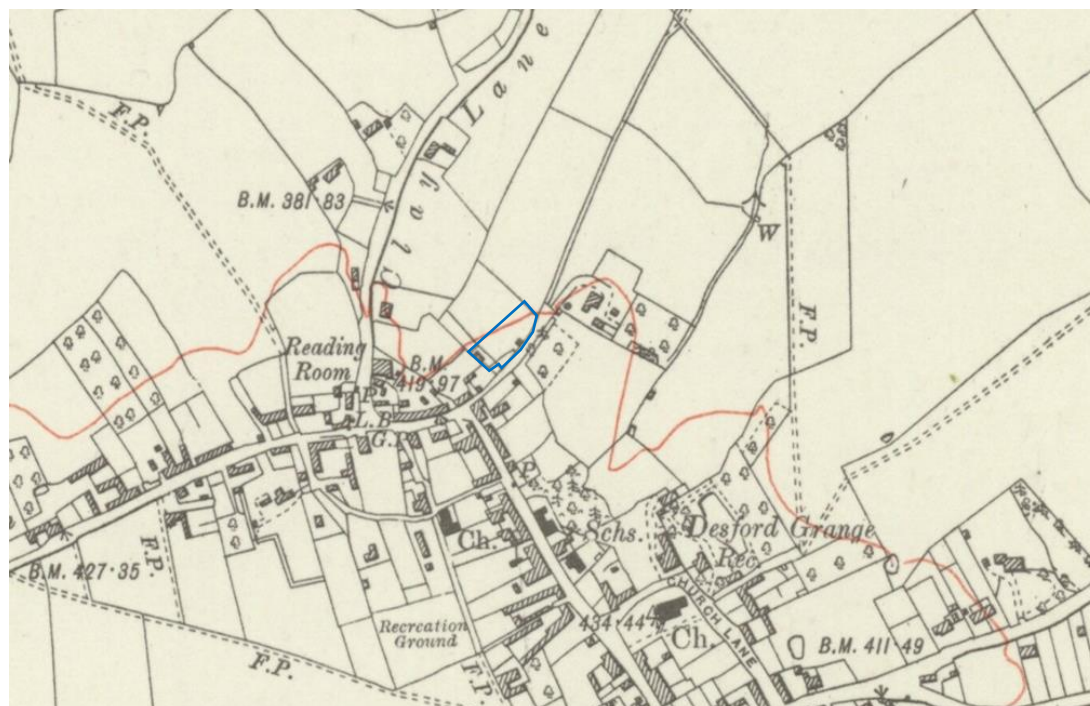 Lane
Chalk
F.P.
B.M. 381·83
W
F.P.
Reading
Room
B.M.
419·97
P
L.B
G.P.
P.
Schs.
Desford Grange
Rec.
Ch.
F.P.
B.M. 427·35
CHURCH LANE
434·447
Ch.
Recreation
Ground
B.M. 411·49
F.P.
F.P.